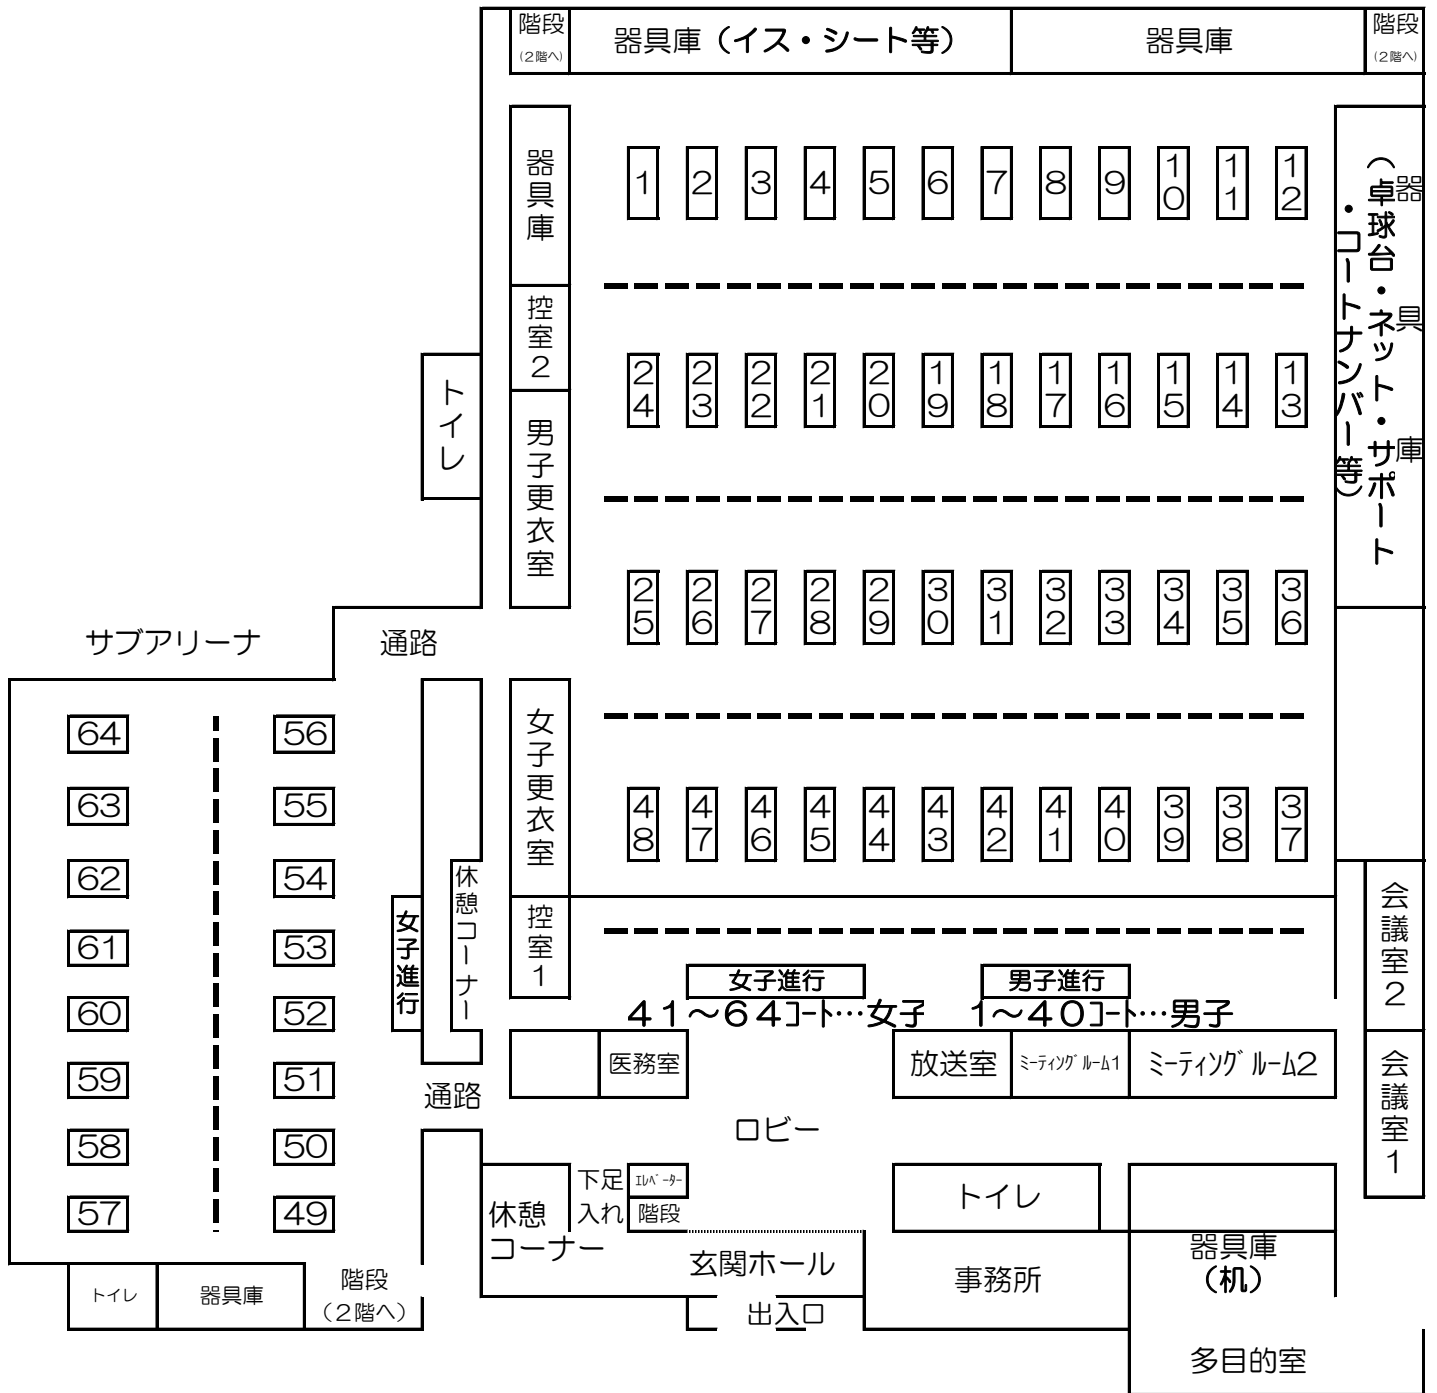 階段
(2階へ)
器具庫（イス・シート等）
器具庫
階段
(2階へ)
器具庫
1 2 3 4 5 6 7 8 9 10 11 12
器具庫
（卓球台・ネット・サポート
・コートナンバー等）
控室2
トイレ
24 23 22 21 20 19 18 17 16 15 14 13
男子更衣室
25 26 27 28 29 30 31 32 33 34 35 36
サブアリーナ
通路
女子更衣室
48 47 46 45 44 43 42 41 40 39 38 37
64 56
63 55
62 54
61 53
60 52
59 51
58 50
57 49
女子進行
休憩コーナー
控室1
女子進行
男子進行
41～64ｺｰﾄ…女子
1～40ｺｰﾄ…男子
会議室2
医務室
放送室
ﾐｰﾃｨﾝｸﾞﾙｰﾑ1
ﾐｰﾃｨﾝｸﾞﾙｰﾑ2
会議室1
通路
ロビー
休憩
コーナー
下足
入れ
ｴﾚﾍﾞｰﾀｰ
階段
トイレ
玄関ホール
事務所
器具庫
（机）
トイレ
器具庫
階段
（2階へ）
出入口
多目的室